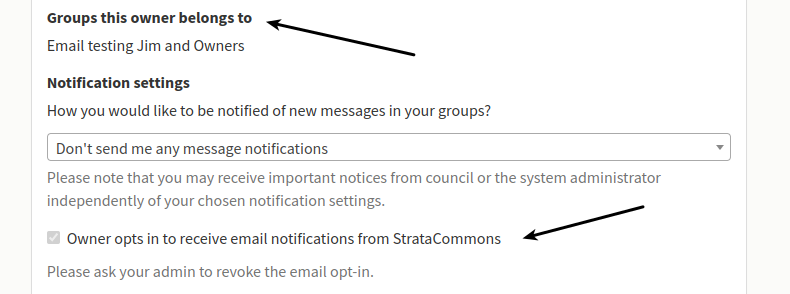 Groups this owner belongs to
Email testing Jim and Owners
Notification settings
How you would like to be notified of new messages in your groups?
Don't send me any message notifications
Please note that you may receive important notices from council or the system administrator
independently of your chosen notification settings.
Owner opts in to receive email notifications from StrataCommons
Please ask your admin to revoke the email opt-in.